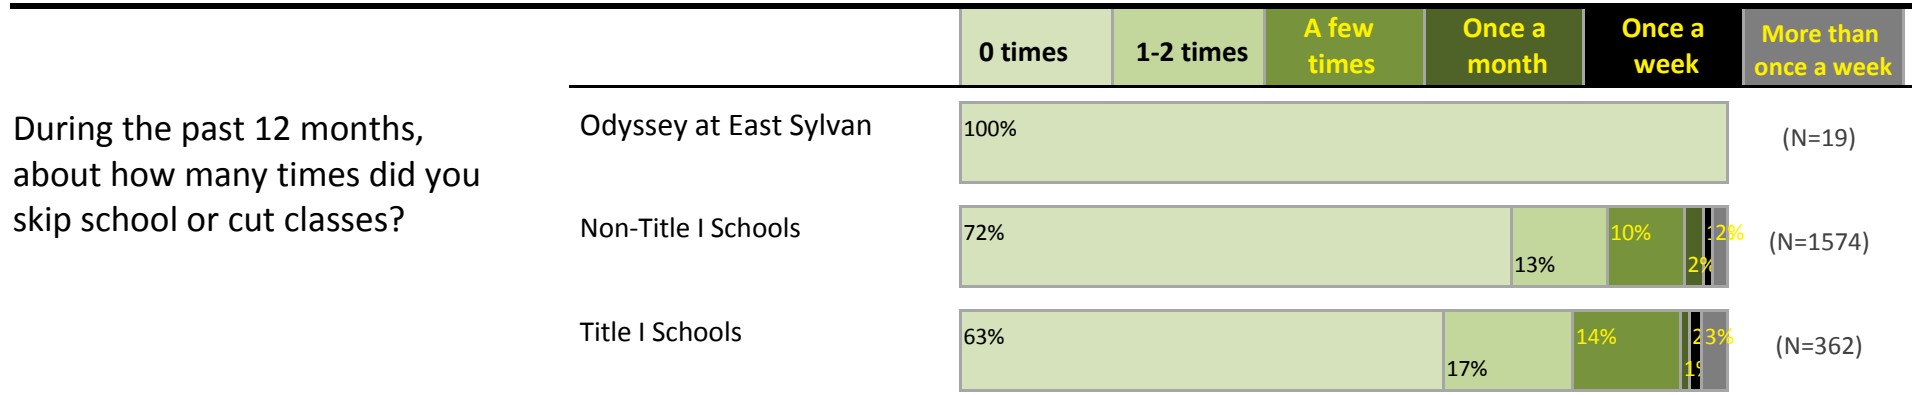 0 times 1-2 times A few times Once a month Once a week More than once a week
During the past 12 months,
about how many times did you
skip school or cut classes?
Odyssey at East Sylvan 100% (N=19)
Non-Title I Schools 72% 13% 10% 2% 2% (N=1574)
Title I Schools 63% 17% 14% 1% 2 3% (N=362)